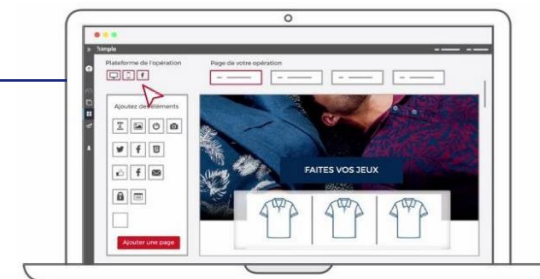 Plateforme de l'opération
Page de votre opération
Ajoutez des éléments
FAITES VOS JEUX
Ajouter une page